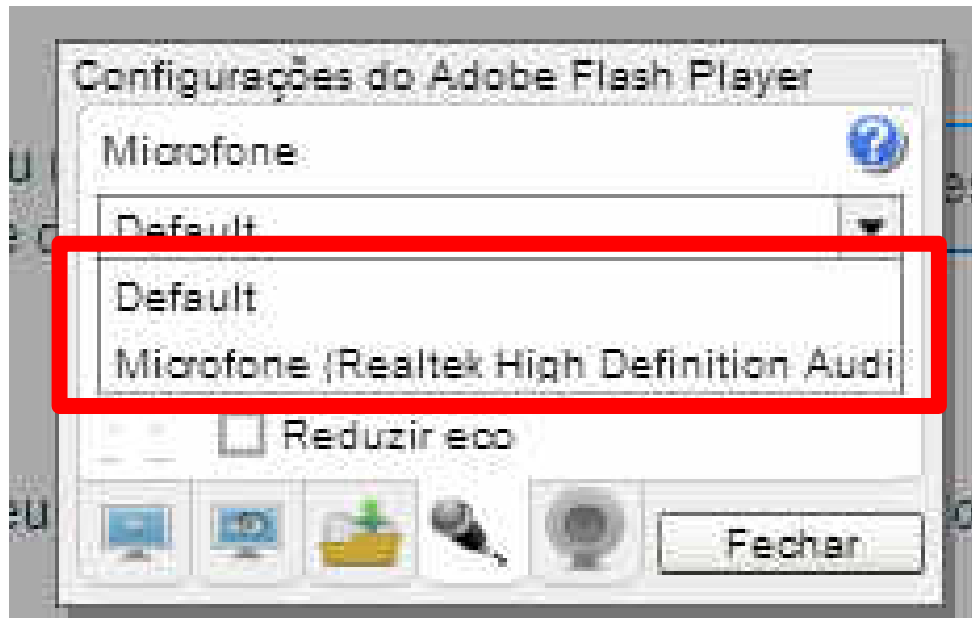 Configurações do Adobe Flash Player
Microfone
Default
Default
Microfone (Realtek High Definition Audi
Reduzir eco
Fechar